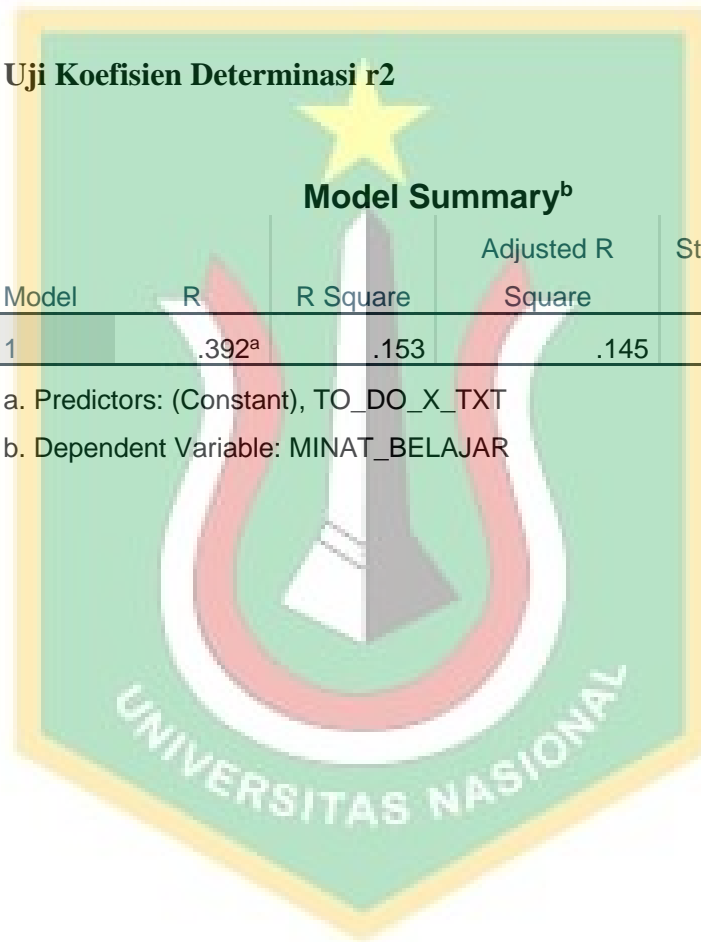 Uji Koefisien Determinasi r2
Model Summaryᵇ
Adjusted R
Model R R Square Square
1 .392ᵃ .153 .145
a. Predictors: (Constant), TO_DO_X_TXT
b. Dependent Variable: MINAT_BELAJAR
UNIVERSITAS NASIONAL